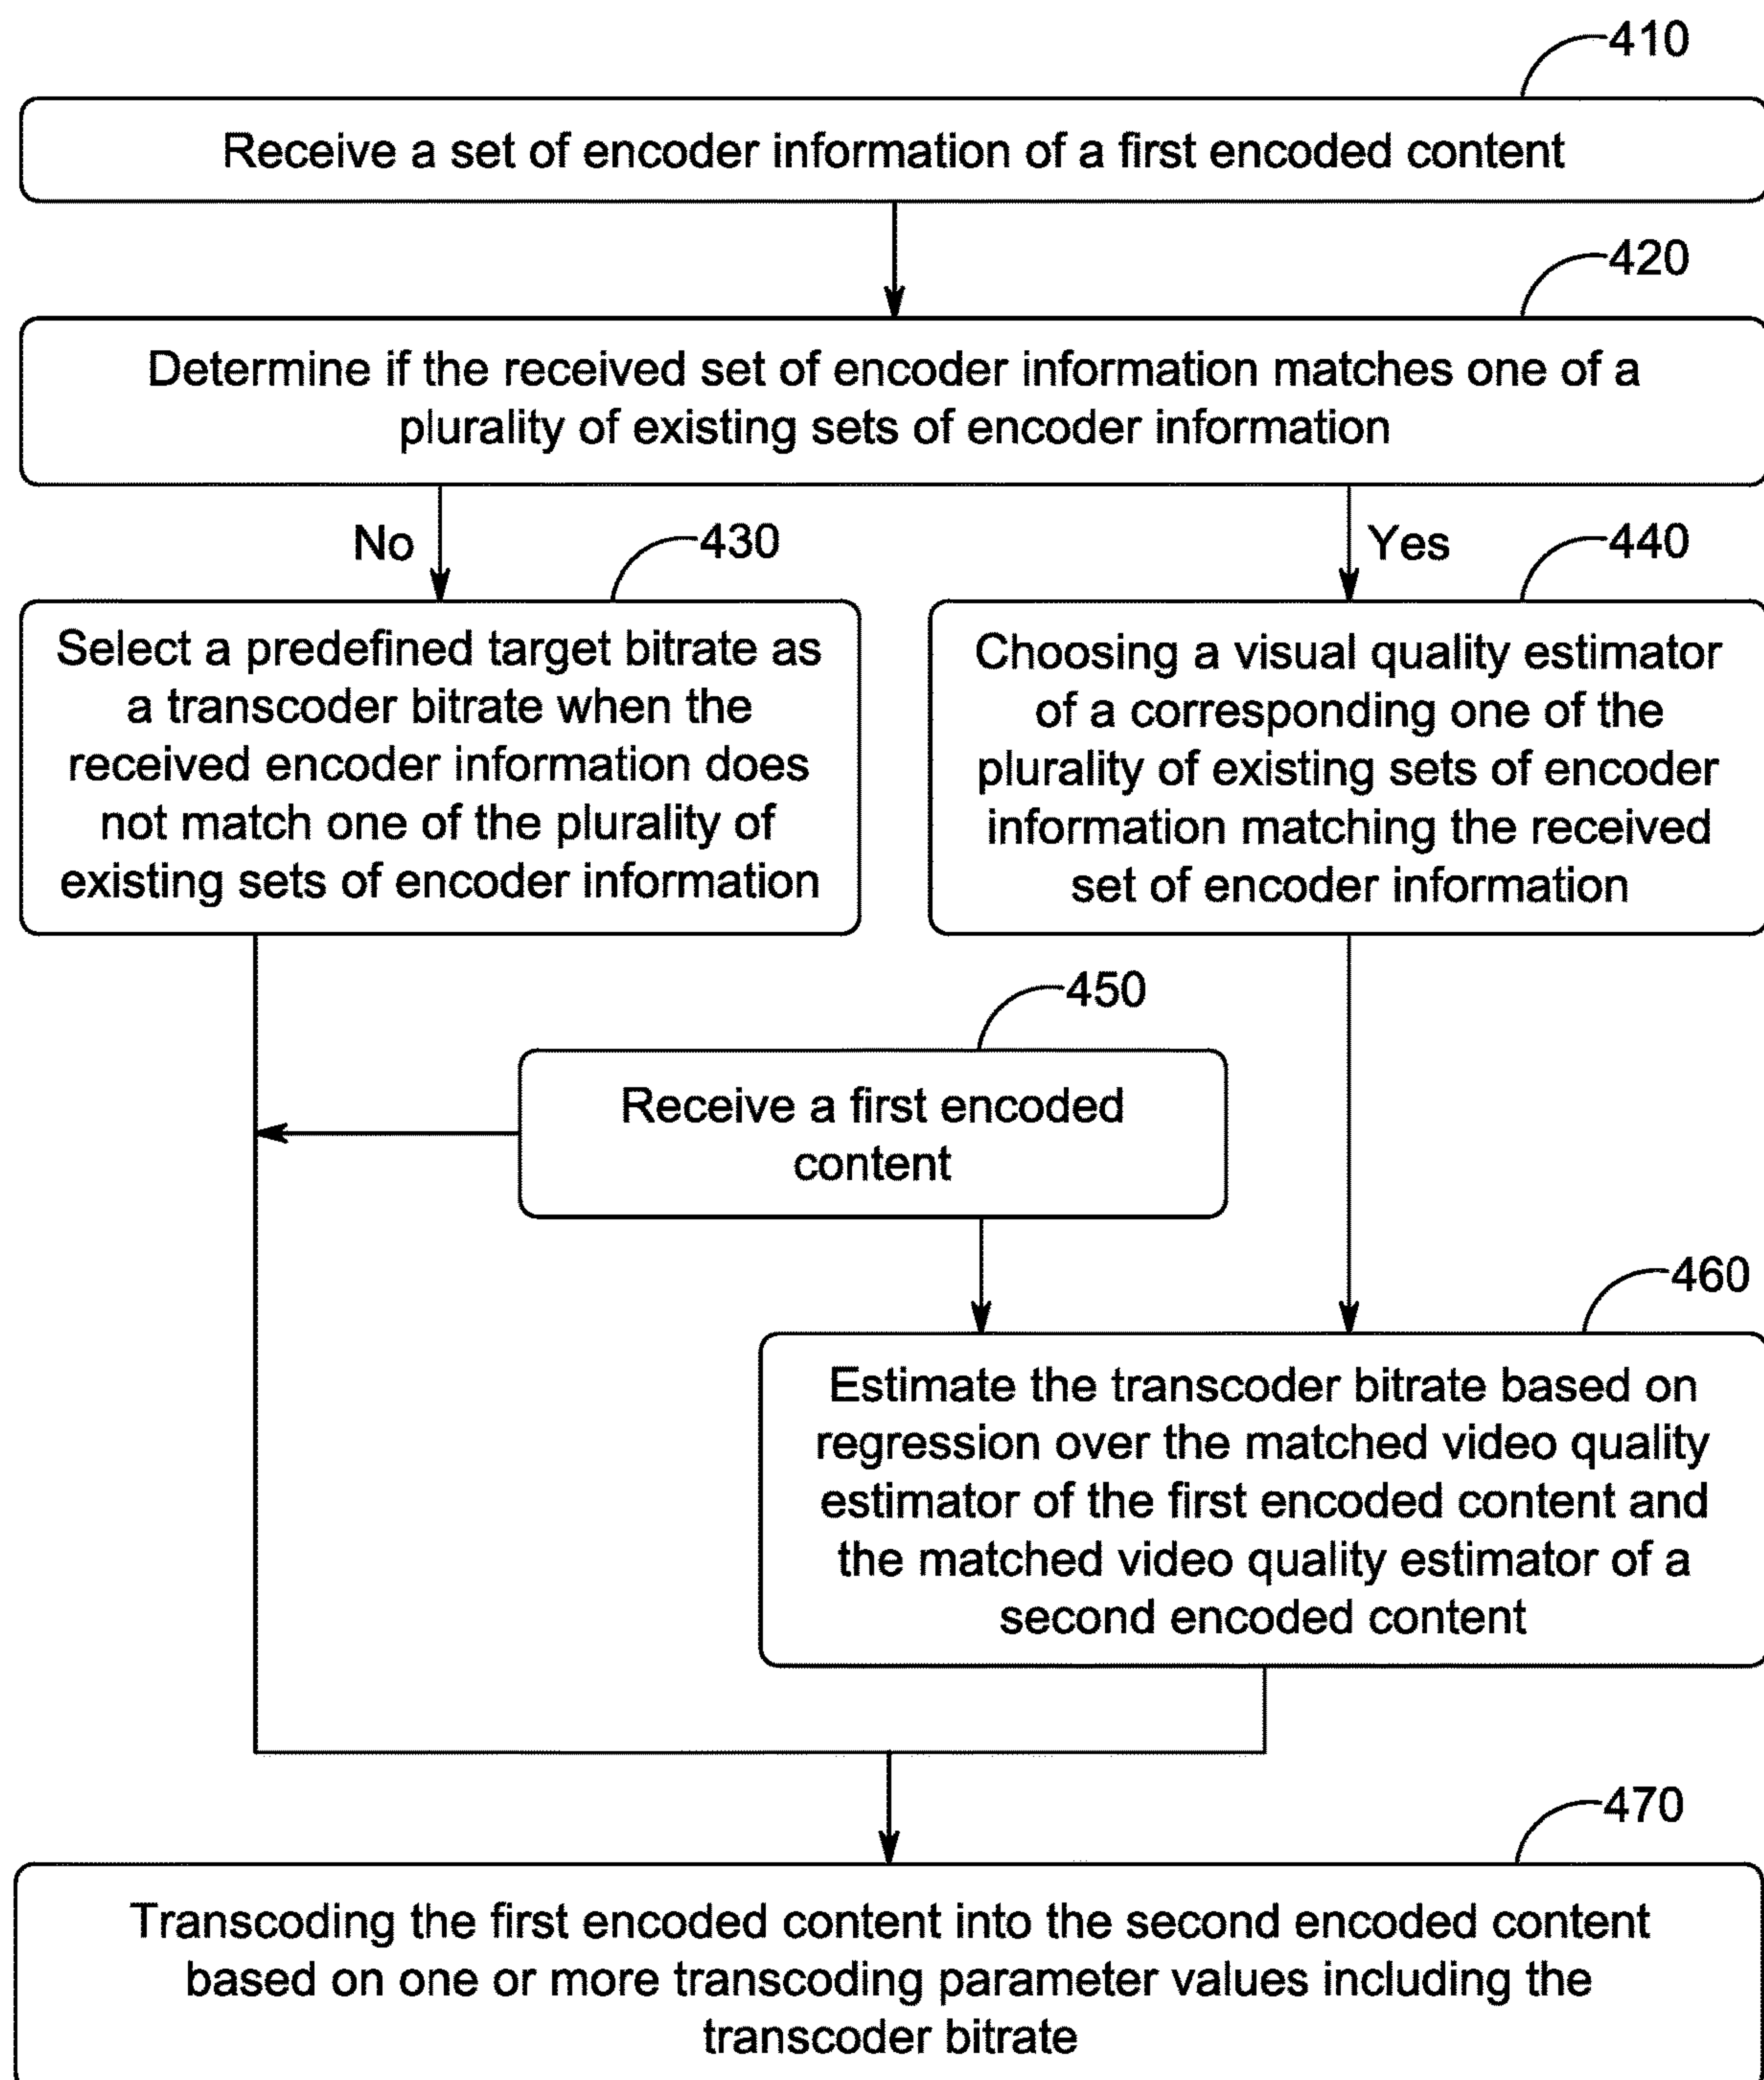 410
Receive a set of encoder information of a first encoded content
420
Determine if the received set of encoder information matches one of a
plurality of existing sets of encoder information
No
430
Yes
440
Select a predefined target bitrate as
a transcoder bitrate when the
received encoder information does
not match one of the plurality of
existing sets of encoder information
Choosing a visual quality estimator
of a corresponding one of the
plurality of existing sets of encoder
information matching the received
set of encoder information
450
Receive a first encoded
content
460
Estimate the transcoder bitrate based on
regression over the matched video quality
estimator of the first encoded content and
the matched video quality estimator of a
second encoded content
470
Transcoding the first encoded content into the second encoded content
based on one or more transcoding parameter values including the
transcoder bitrate